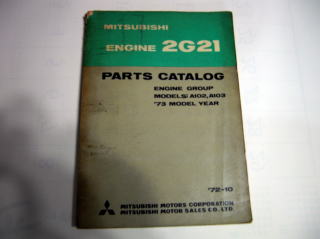 MITSUBISHI
ENGINE 2G21
PARTS CATALOG
ENGINE GROUP
MODELS; A102, A103
'73 MODEL YEAR
'72-10
MITSUBISHI MOTORS CORPORATION
MITSUBISHI MOTOR SALES CO. LTD.